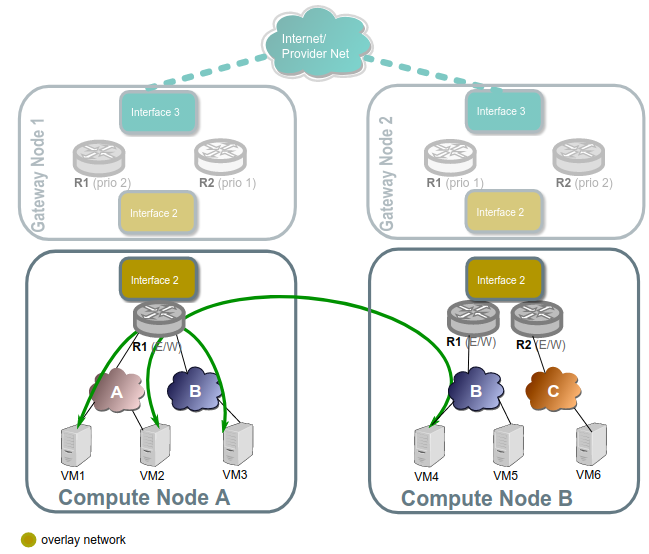 Internet/
Provider Net
Gateway Node 1
Interface 3
R1 (prio 2)
R2 (prio 1)
Interface 2
Gateway Node 2
Interface 3
R1 (prio 1)
R2 (prio 2)
Interface 2
Interface 2
R1 (E/W)
A
B
VM1
VM2
VM3
Compute Node A
Interface 2
R1 (E/W)
R2 (E/W)
B
C
VM4
VM5
VM6
Compute Node B
overlay network